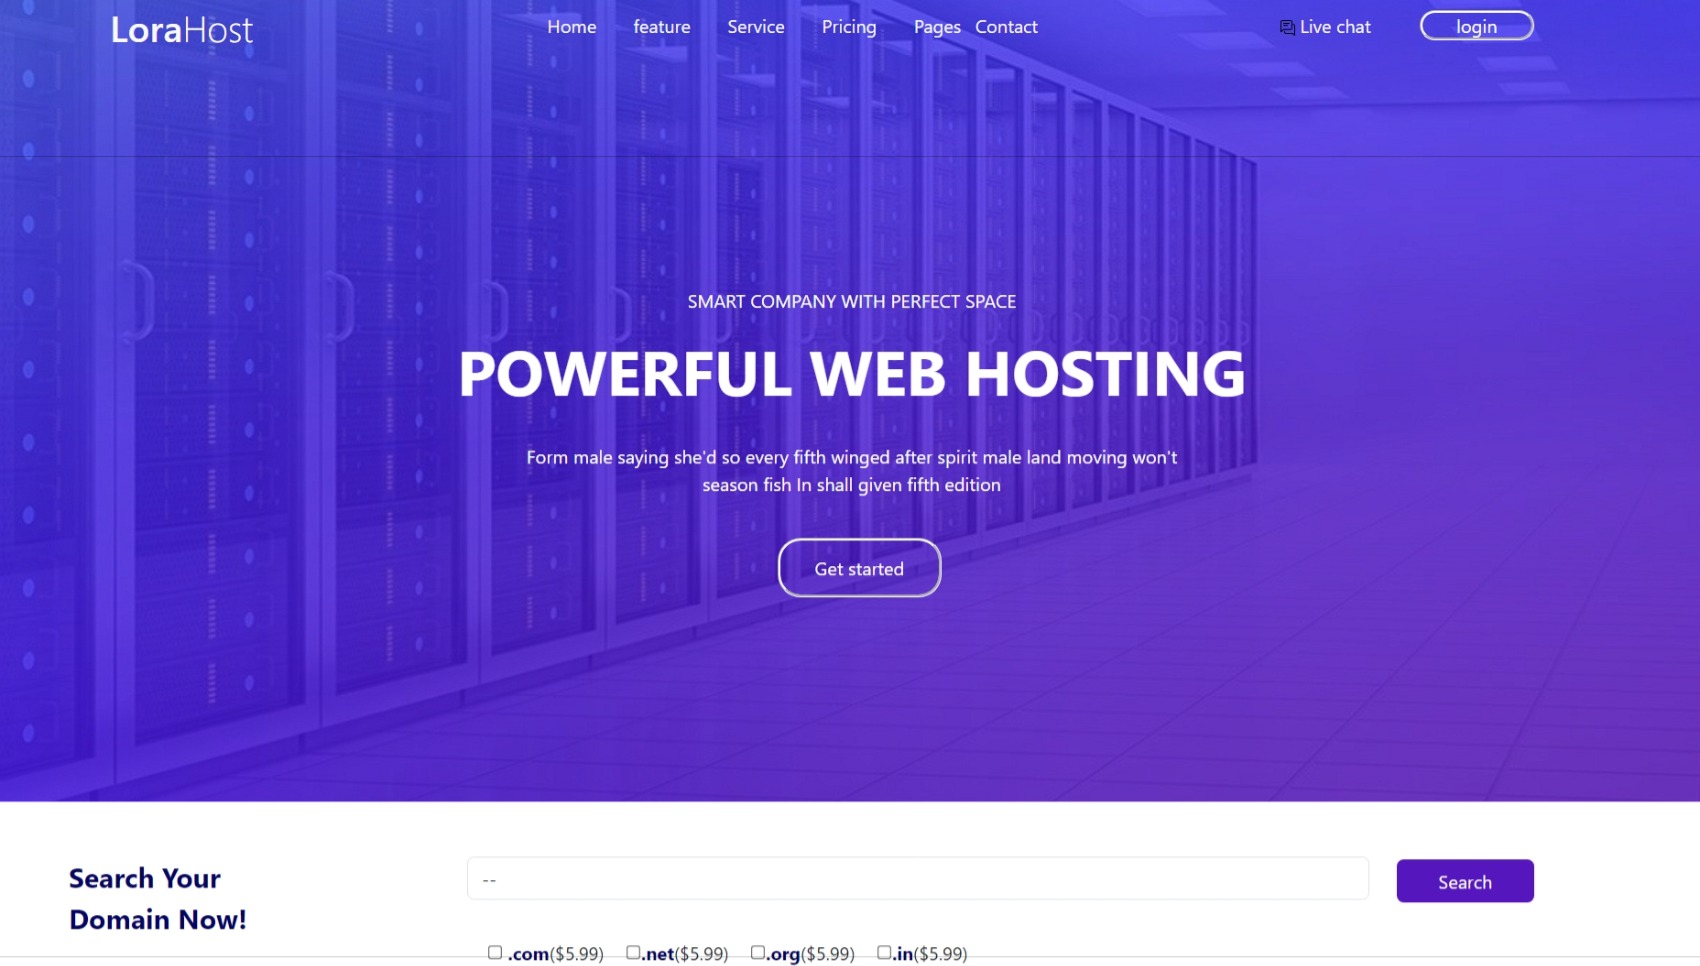 LoraHost
Home feature Service Pricing Pages Contact
Live chat
login
SMART COMPANY WITH PERFECT SPACE
POWERFUL WEB HOSTING
Form male saying she'd so every fifth winged after spirit male land moving won't
season fish In shall given fifth edition
Get started
Search Your
Domain Now!
--
Search
.com($5.99) .net($5.99) .org($5.99) .in($5.99)